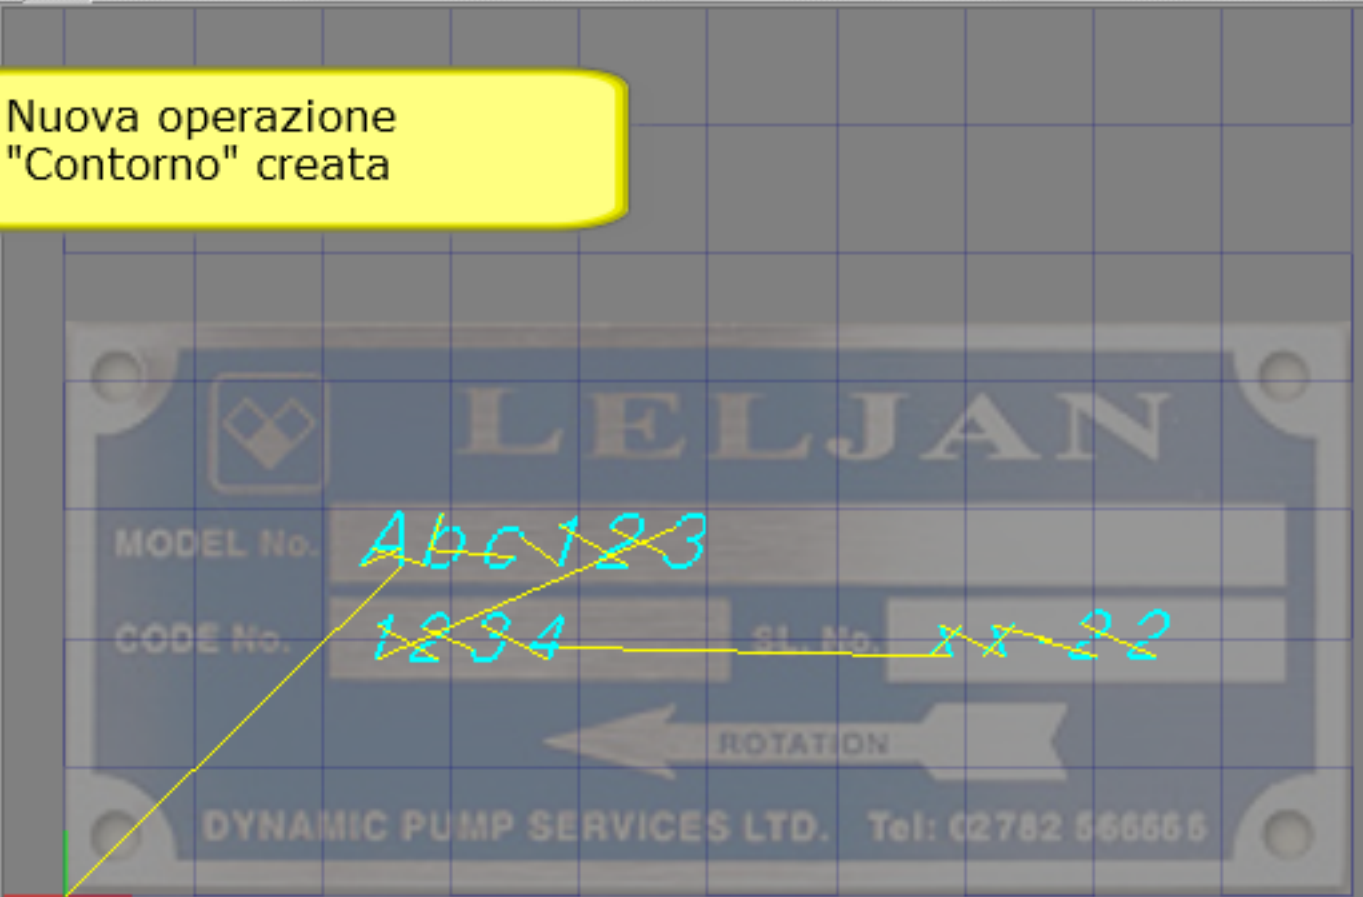 Nuova operazione
"Contorno" creata
LELJAN
MODEL No. Abc123
CODE No. 1234 SL. No. xx-22
ROTATION
DYNAMIC PUMP SERVICES LTD. Tel: 02782 566566